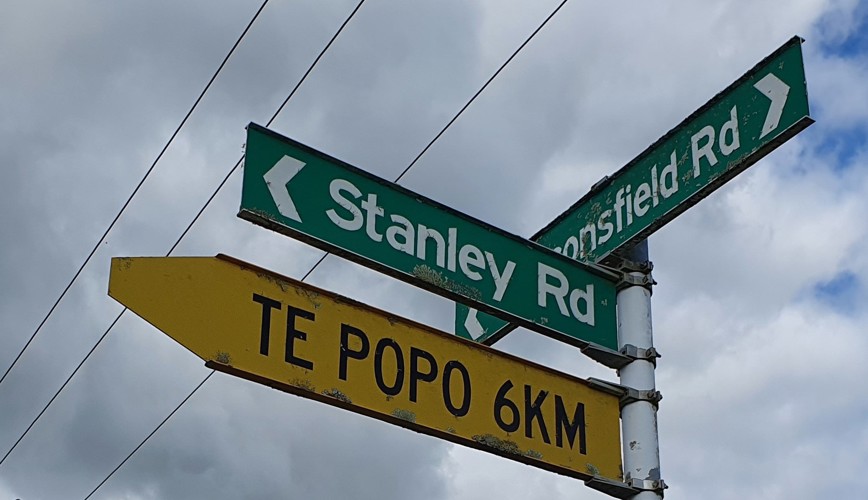 Stanley Rd
onsfield Rd
TE POPO 6KM